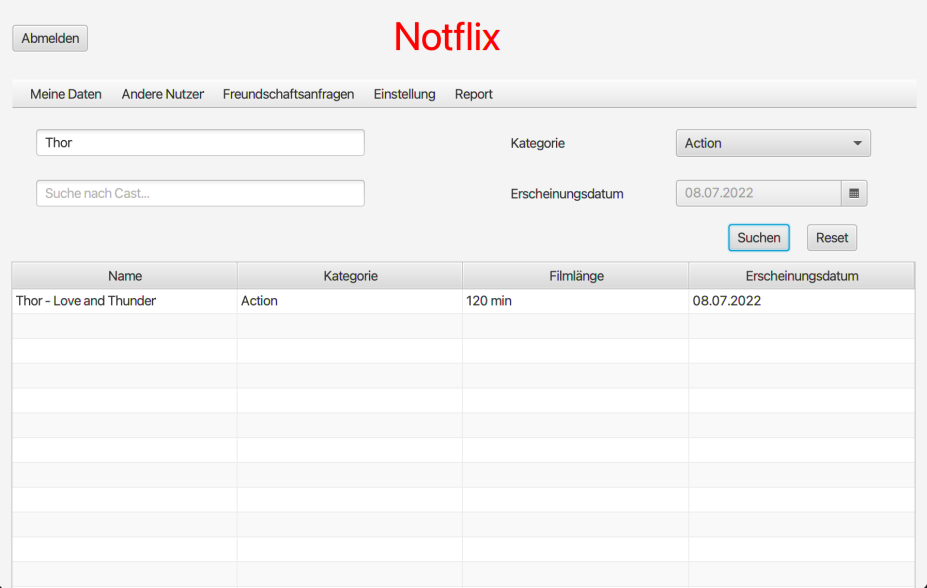 Abmelden
Notflix
Meine Daten Andere Nutzer Freundschaftsanfragen Einstellung Report
Thor Kategorie Action
Suche nach Cast... Erscheinungsdatum 08.07.2022
Suchen Reset
Name Kategorie Filmlänge Erscheinungsdatum
Thor - Love and Thunder Action 120 min 08.07.2022